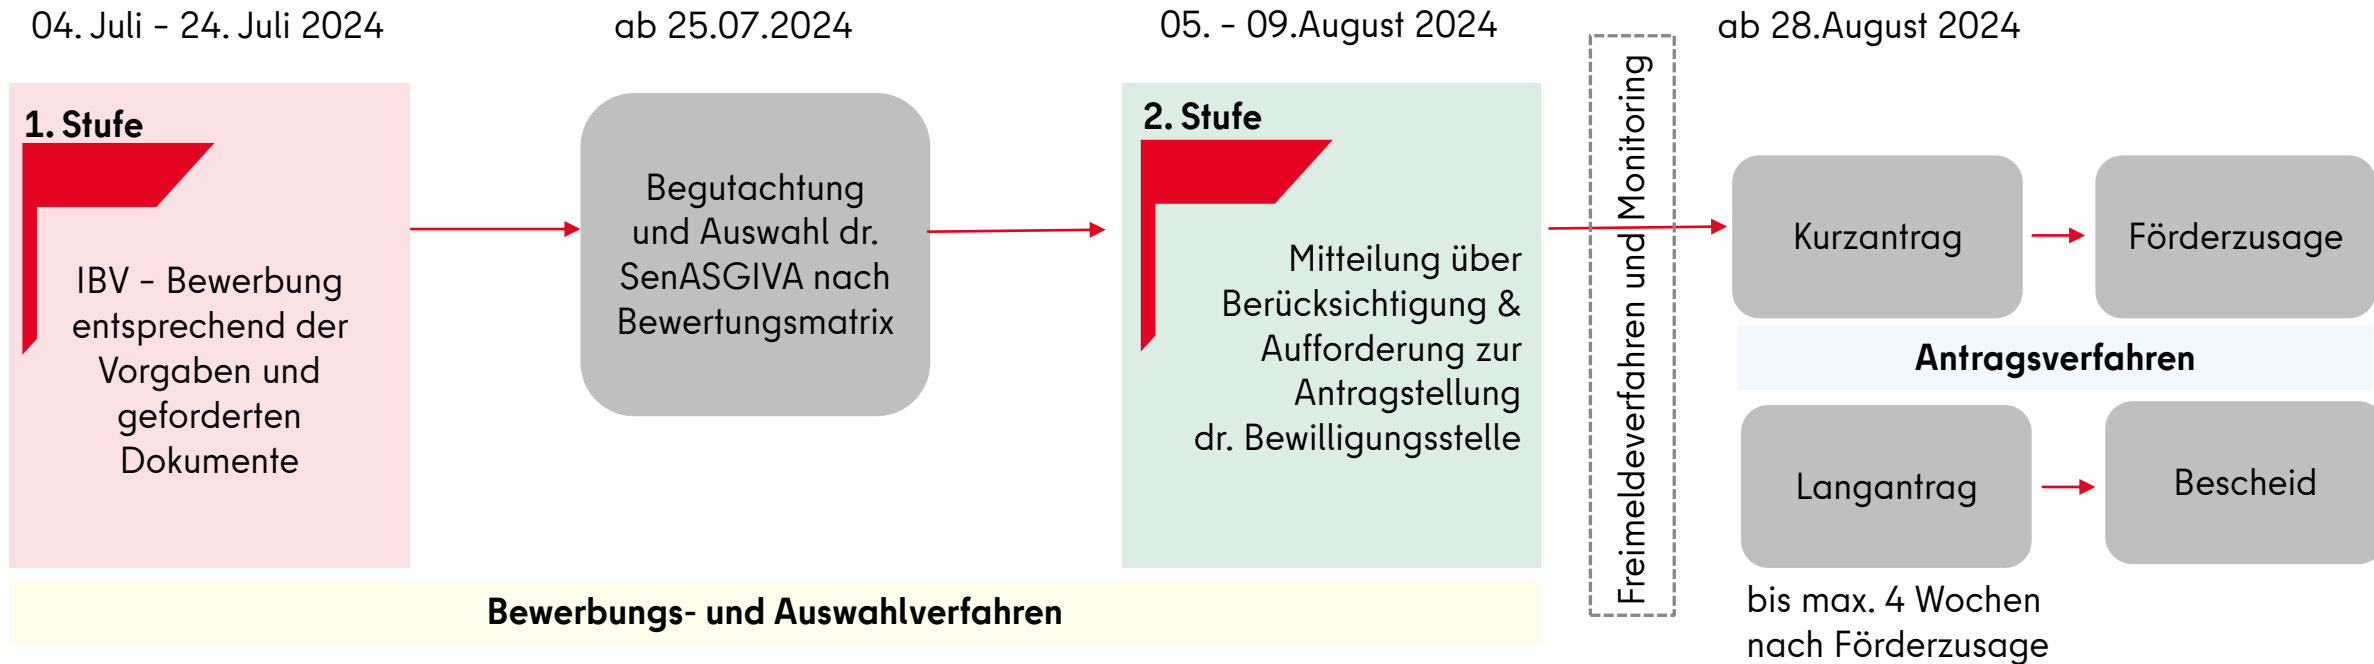 04. Juli – 24. Juli 2024
ab 25.07.2024
05. – 09.August 2024
ab 28.August 2024
1. Stufe
IBV – Bewerbung
entsprechend der
Vorgaben und
geforderten
Dokumente
Begutachtung
und Auswahl dr.
SenASGIVA nach
Bewertungsmatrix
2. Stufe
Mitteilung über
Berücksichtigung &
Aufforderung zur
Antragstellung
dr. Bewilligungsstelle
Freimeldeverfahren und Monitoring
Kurzantrag
Förderzusage
Antragsverfahren
Langantrag
Bescheid
bis max. 4 Wochen
nach Förderzusage
Bewerbungs- und Auswahlverfahren